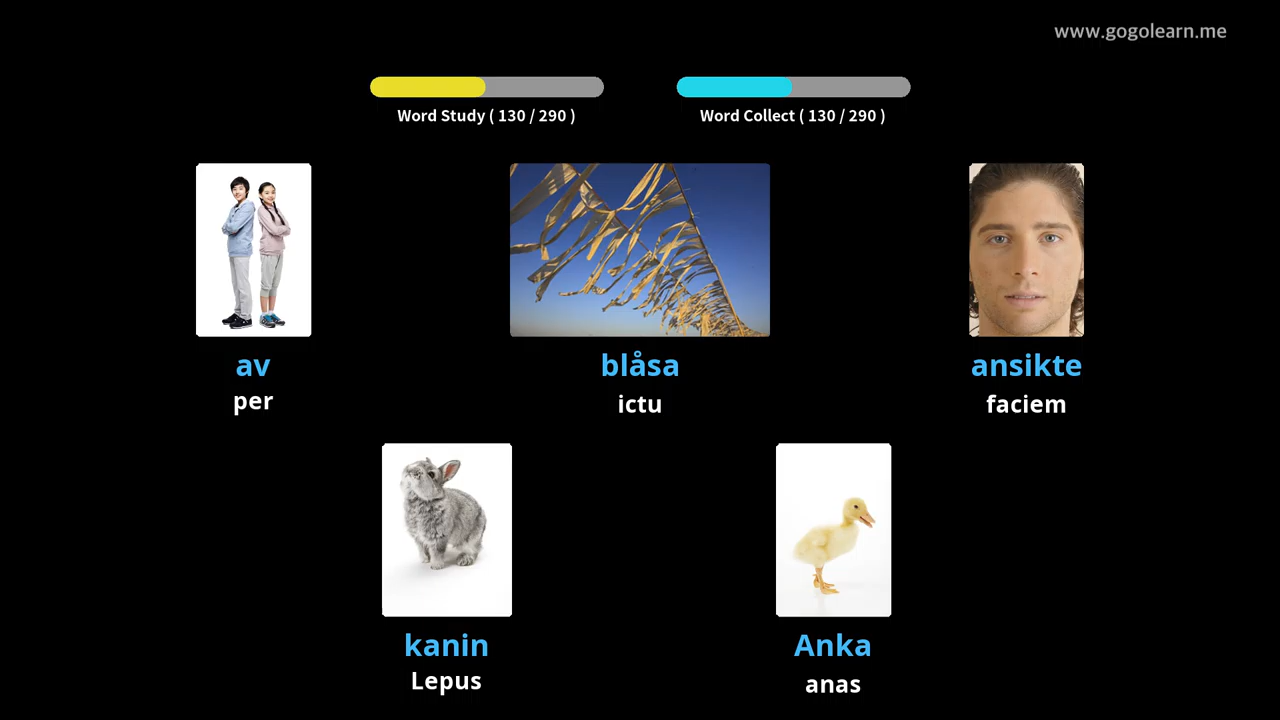 www.gogolearn.me
Word Study ( 130 / 290 )
Word Collect ( 130 / 290 )
av
per
blåsa
ictu
ansikte
faciem
kanin
Lepus
Anka
anas